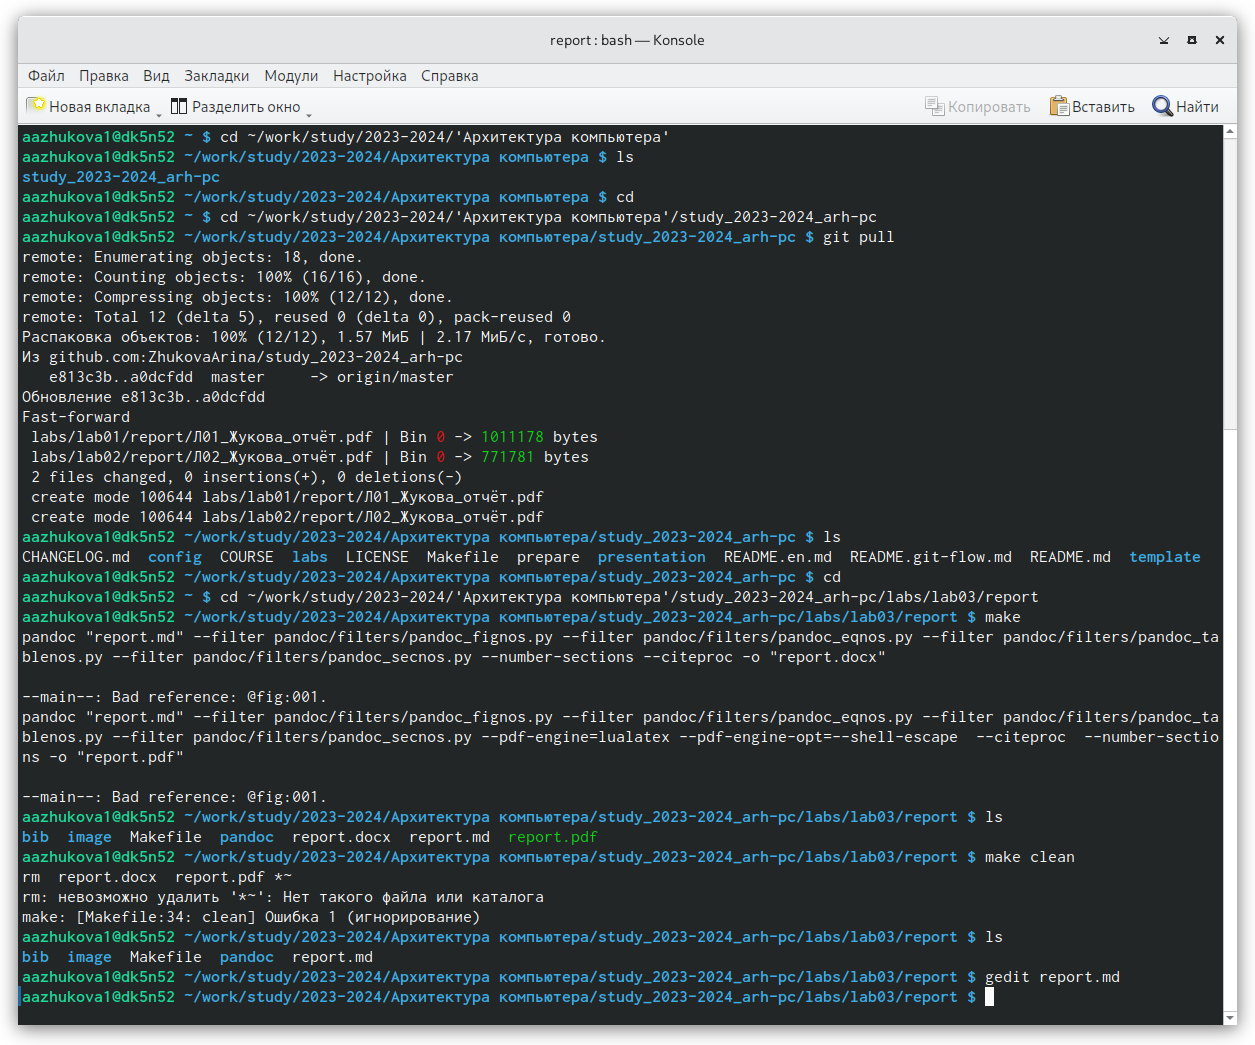 report : bash — Konsole
Файл Правка Вид Закладки Модули Настройка Справка
Новая вкладка Разделить окно Копировать Вставить Найти
aazhukova1@dk5n52 ~ $ cd ~/work/study/2023-2024/'Архитектура компьютера'
aazhukova1@dk5n52 ~/work/study/2023-2024/Архитектура компьютера $ ls
study_2023-2024_arh-pc
aazhukova1@dk5n52 ~/work/study/2023-2024/Архитектура компьютера $ cd
aazhukova1@dk5n52 ~ $ cd ~/work/study/2023-2024/'Архитектура компьютера'/study_2023-2024_arh-pc
aazhukova1@dk5n52 ~/work/study/2023-2024/Архитектура компьютера/study_2023-2024_arh-pc $ git pull
remote: Enumerating objects: 18, done.
remote: Counting objects: 100% (16/16), done.
remote: Compressing objects: 100% (12/12), done.
remote: Total 12 (delta 5), reused 0 (delta 0), pack-reused 0
Распаковка объектов: 100% (12/12), 1.57 МиБ | 2.17 МиБ/с, готово.
Из github.com:ZhukovaArina/study_2023-2024_arh-pc
   e813c3b..a0dcfdd  master     -> origin/master
Обновление e813c3b..a0dcfdd
Fast-forward
 labs/lab01/report/Л01_Жукова_отчёт.pdf | Bin 0 -> 1011178 bytes
 labs/lab02/report/Л02_Жукова_отчёт.pdf | Bin 0 -> 771781 bytes
 2 files changed, 0 insertions(+), 0 deletions(-)
 create mode 100644 labs/lab01/report/Л01_Жукова_отчёт.pdf
 create mode 100644 labs/lab02/report/Л02_Жукова_отчёт.pdf
aazhukova1@dk5n52 ~/work/study/2023-2024/Архитектура компьютера/study_2023-2024_arh-pc $ ls
CHANGELOG.md  config  COURSE  labs  LICENSE  Makefile  prepare  presentation  README.en.md  README.git-flow.md  README.md  template
aazhukova1@dk5n52 ~/work/study/2023-2024/Архитектура компьютера/study_2023-2024_arh-pc $ cd
aazhukova1@dk5n52 ~ $ cd ~/work/study/2023-2024/'Архитектура компьютера'/study_2023-2024_arh-pc/labs/lab03/report
aazhukova1@dk5n52 ~/work/study/2023-2024/Архитектура компьютера/study_2023-2024_arh-pc/labs/lab03/report $ make
pandoc "report.md" --filter pandoc/filters/pandoc_fignos.py --filter pandoc/filters/pandoc_eqnos.py --filter pandoc/filters/pandoc_ta
blenos.py --filter pandoc/filters/pandoc_secnos.py --number-sections --citeproc -o "report.docx"
--main--: Bad reference: @fig:001.
pandoc "report.md" --filter pandoc/filters/pandoc_fignos.py --filter pandoc/filters/pandoc_eqnos.py --filter pandoc/filters/pandoc_ta
blenos.py --filter pandoc/filters/pandoc_secnos.py --pdf-engine=lualatex --pdf-engine-opt=--shell-escape  --citeproc  --number-sectio
ns -o "report.pdf"
--main--: Bad reference: @fig:001.
aazhukova1@dk5n52 ~/work/study/2023-2024/Архитектура компьютера/study_2023-2024_arh-pc/labs/lab03/report $ ls
bib  image  Makefile  pandoc  report.docx  report.md  report.pdf
aazhukova1@dk5n52 ~/work/study/2023-2024/Архитектура компьютера/study_2023-2024_arh-pc/labs/lab03/report $ make clean
rm  report.docx  report.pdf *~
rm: невозможно удалить '*~': Нет такого файла или каталога
make: [Makefile:34: clean] Ошибка 1 (игнорирование)
aazhukova1@dk5n52 ~/work/study/2023-2024/Архитектура компьютера/study_2023-2024_arh-pc/labs/lab03/report $ ls
bib  image  Makefile  pandoc  report.md
aazhukova1@dk5n52 ~/work/study/2023-2024/Архитектура компьютера/study_2023-2024_arh-pc/labs/lab03/report $ gedit report.md
aazhukova1@dk5n52 ~/work/study/2023-2024/Архитектура компьютера/study_2023-2024_arh-pc/labs/lab03/report $